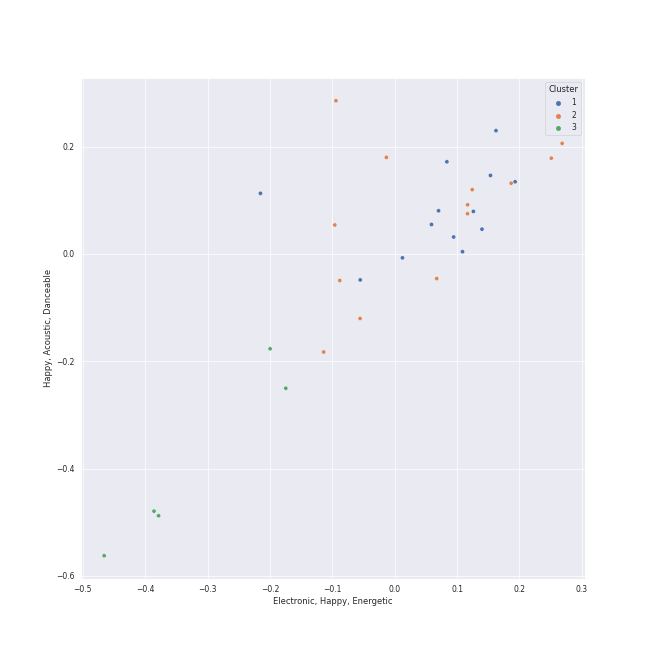 Cluster
1
2
3
0.2
0.0
−0.2
−0.4
−0.6
Happy, Acoustic, Danceable
−0.5 −0.4 −0.3 −0.2 −0.1 0.0 0.1 0.2 0.3
Electronic, Happy, Energetic